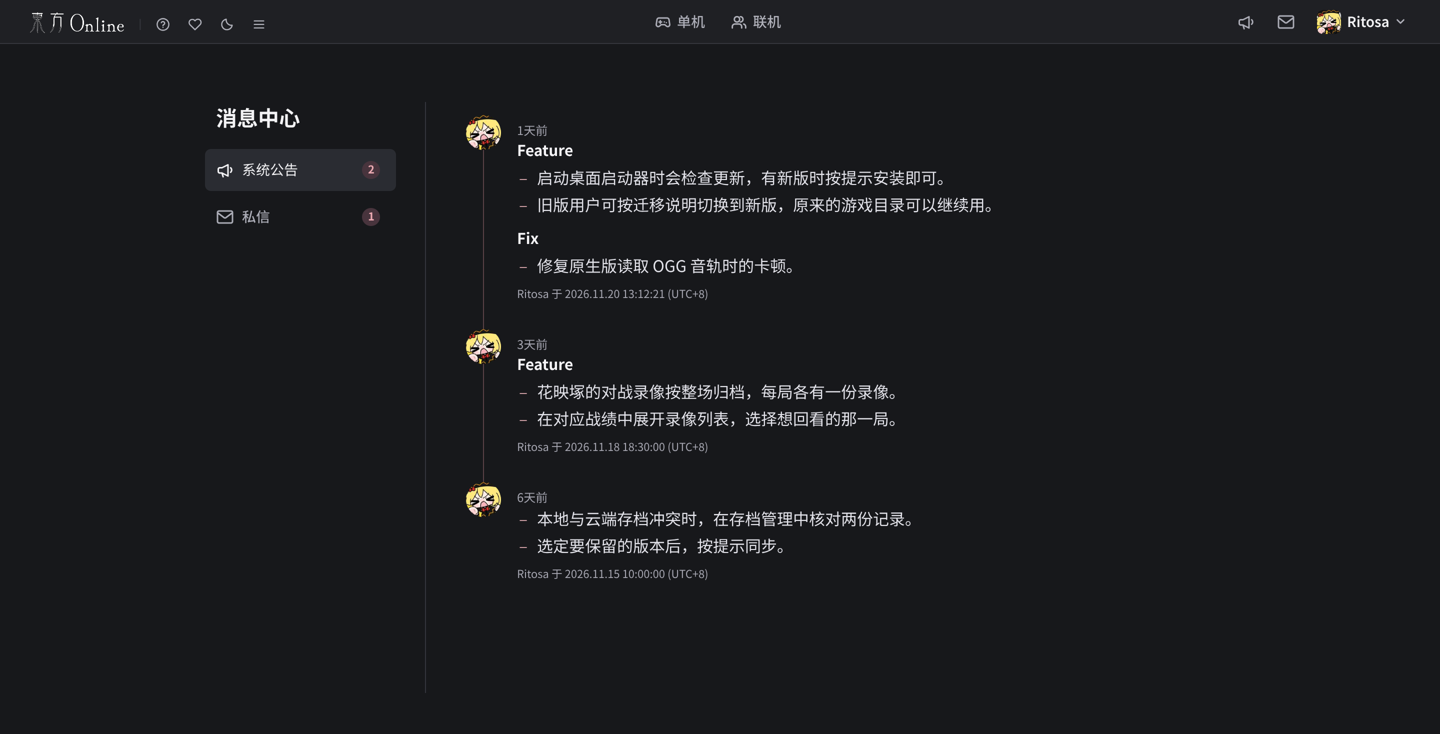 東方Online
单机
联机
Ritosa
消息中心
系统公告 2
私信 1
1天前
Feature
– 启动桌面启动器时会检查更新，有新版时按提示安装即可。
– 旧版用户可按迁移说明切换到新版，原来的游戏目录可以继续用。
Fix
– 修复原生版读取 OGG 音轨时的卡顿。
Ritosa 于 2026.11.20 13:12:21 (UTC+8)
3天前
Feature
– 花映塚的对战录像按整场归档，每局各有一份录像。
– 在对应战绩中展开录像列表，选择想回看的那一局。
Ritosa 于 2026.11.18 18:30:00 (UTC+8)
6天前
– 本地与云端存档冲突时，在存档管理中核对两份记录。
– 选定要保留的版本后，按提示同步。
Ritosa 于 2026.11.15 10:00:00 (UTC+8)